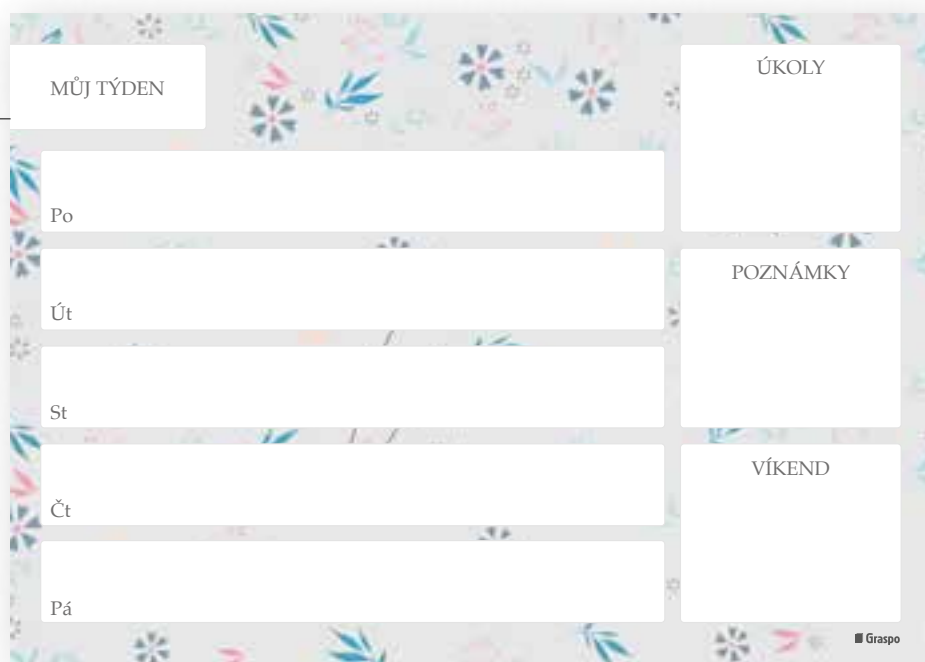 MŮJ TÝDEN
Po
Út
St
Čt
Pá
ÚKOLY
POZNÁMKY
VÍKEND
Graspo